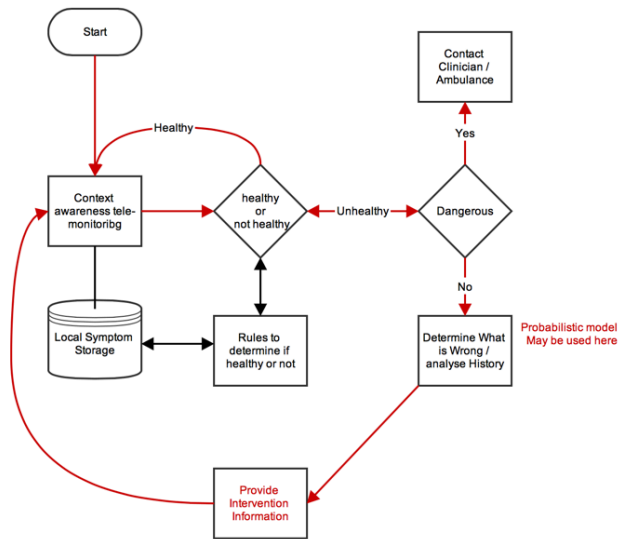 Start
Contact
Clinician /
Ambulance
Healthy
Yes
Context
awareness tele-
monitoribg
healthy
or
not healthy
Unhealthy
Dangerous
No
Local Symptom
Storage
Rules to
determine if
healthy or not
Determine What
is Wrong /
analyse History
Probabilistic model
May be used here
Provide
Intervention
Information